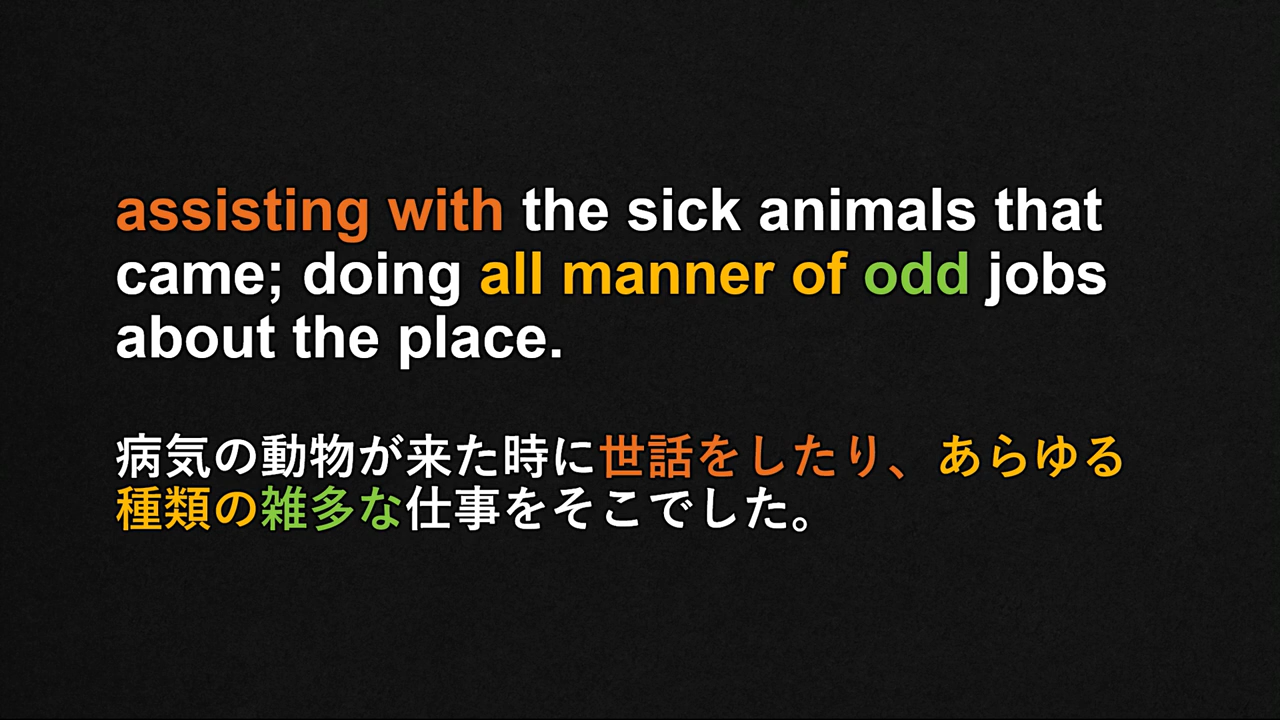 assisting with the sick animals that
came; doing all manner of odd jobs
about the place.
病気の動物が来た時に世話をしたり、あらゆる
種類の雑多な仕事をそこでした。